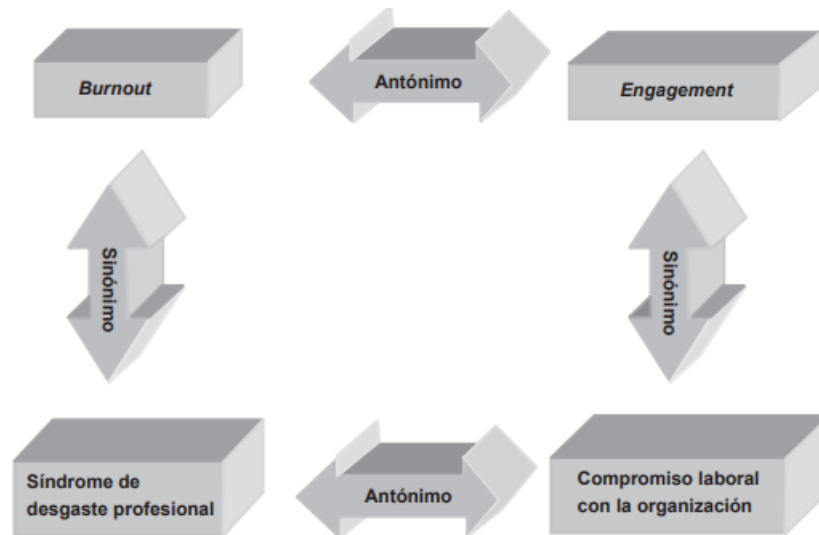 Burnout
Antónimo
Engagement
Sinónimo
Sinónimo
Síndrome de
desgaste profesional
Antónimo
Compromiso laboral
con la organización